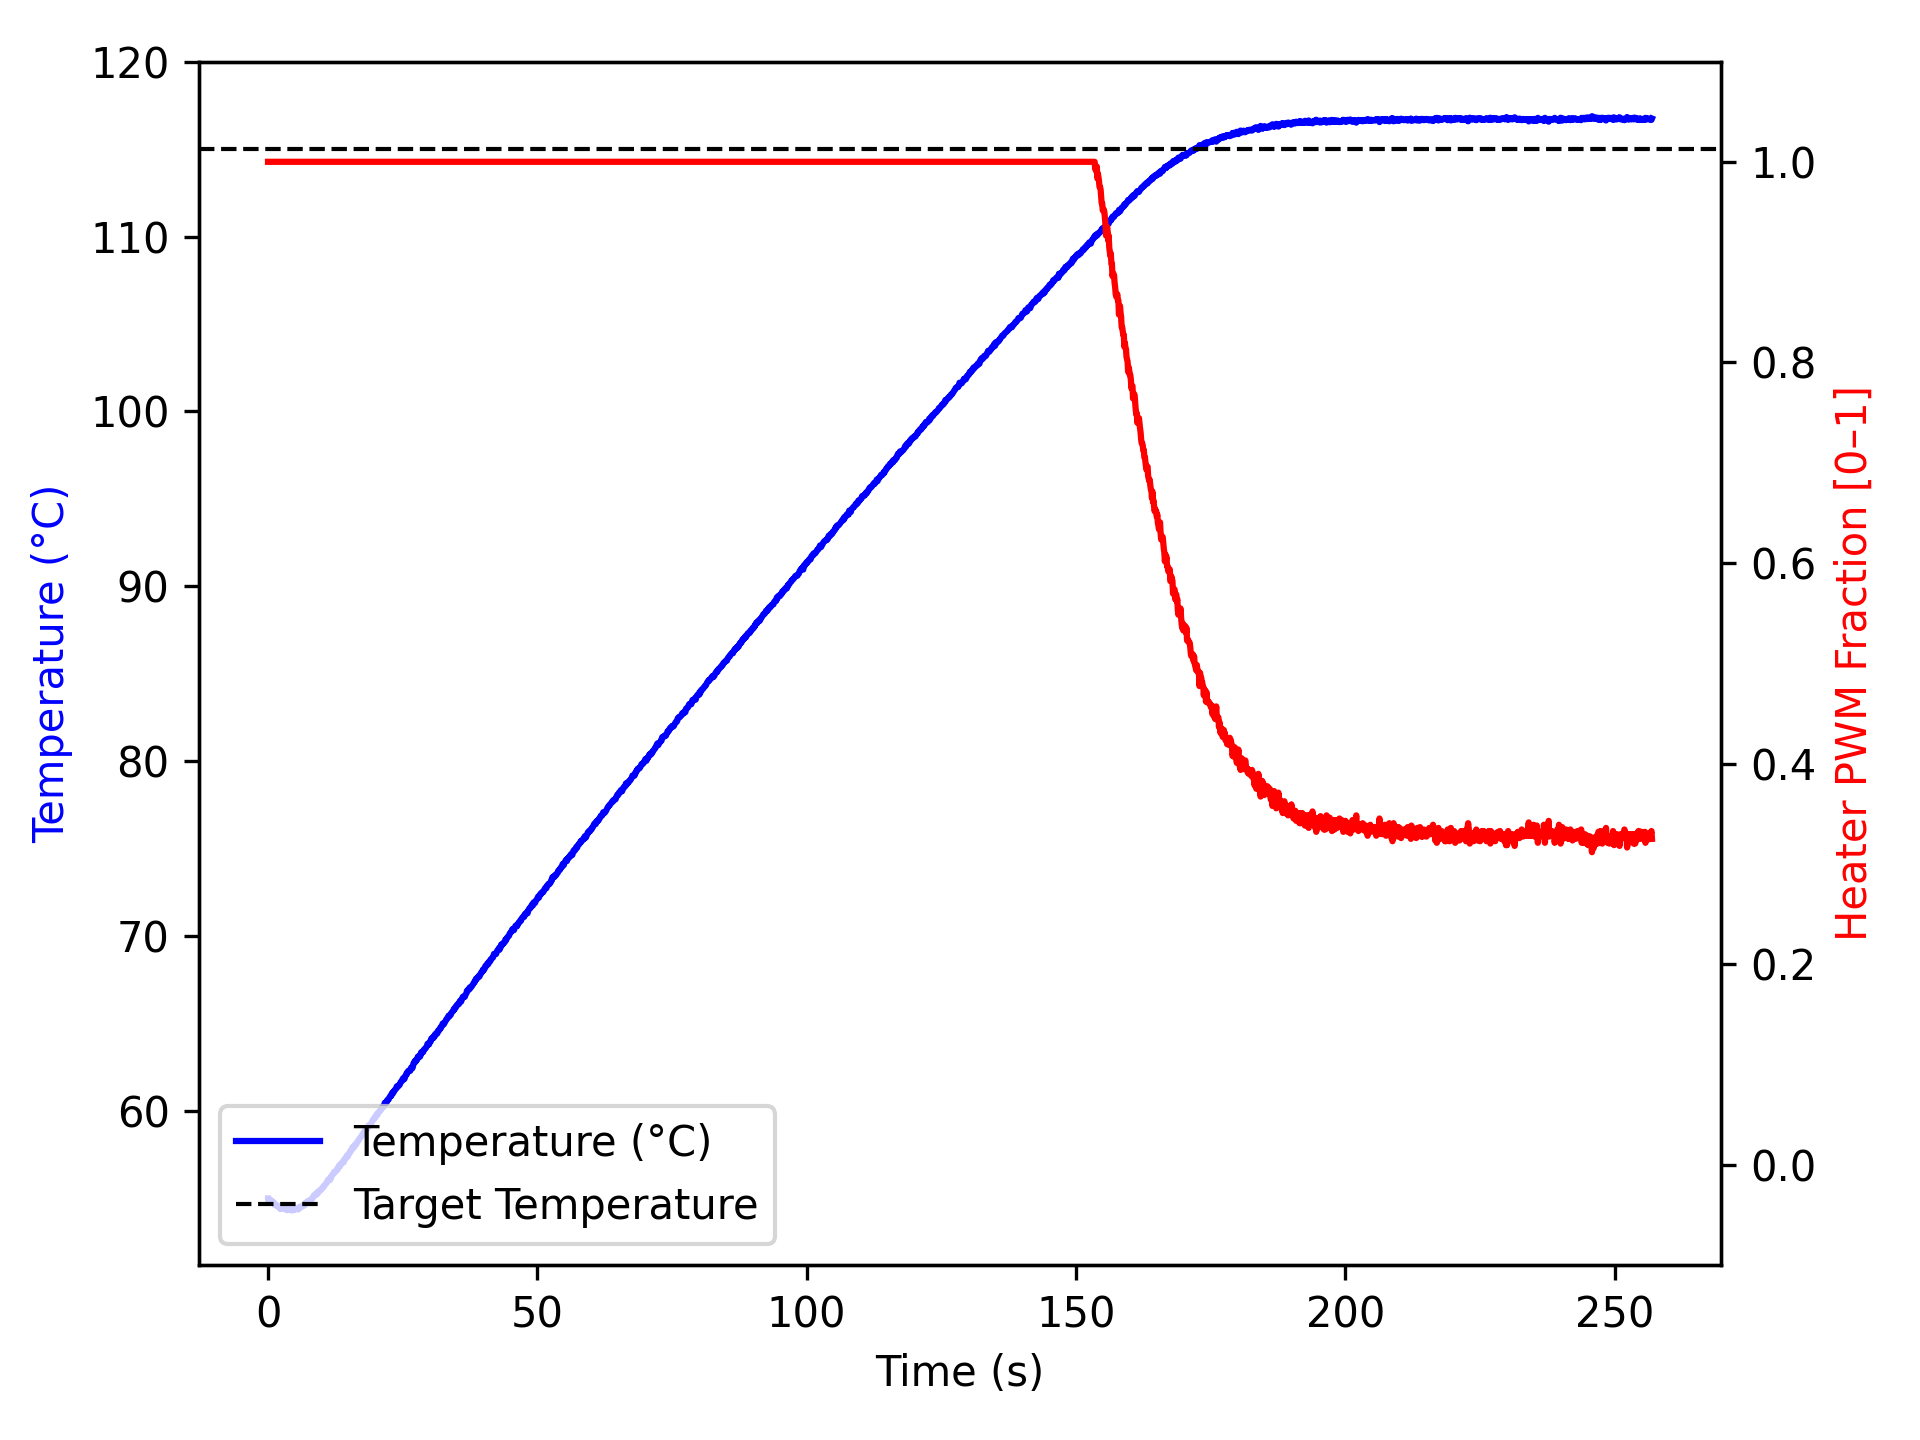 120
110
100
90
80
70
60
Temperature (°C)
1.0
0.8
0.6
0.4
0.2
0.0
Heater PWM Fraction [0–1]
Temperature (°C)
Target Temperature
0 50 100 150 200 250
Time (s)